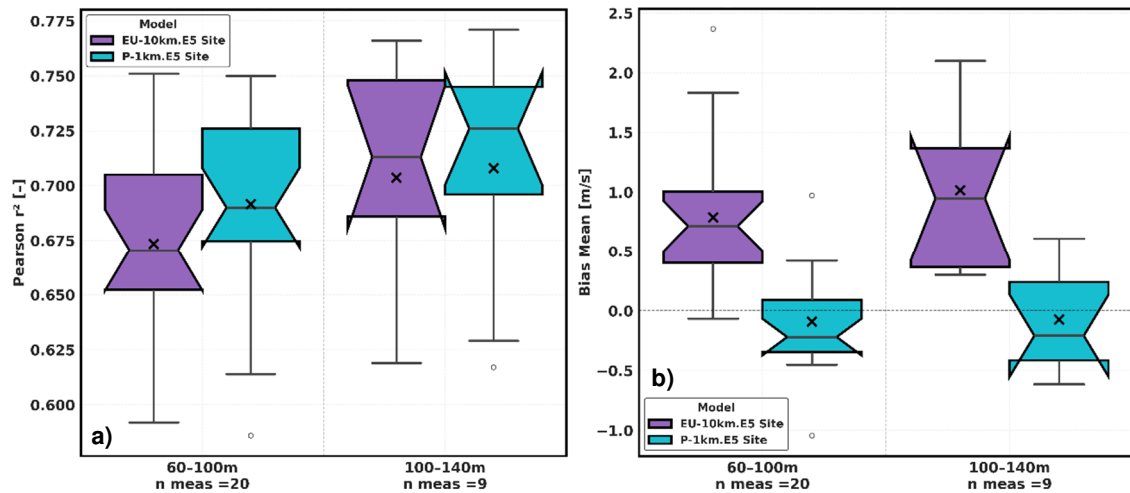 Pearson r² [–]
0.775
0.750
0.725
0.700
0.675
0.650
0.625
0.600
Model
EU-10km.E5 Site
P-1km.E5 Site
a)
60–100m
n meas =20
100–140m
n meas =9
Bias Mean [m/s]
2.5
2.0
1.5
1.0
0.5
0.0
−0.5
−1.0
b)
Model
EU-10km.E5 Site
P-1km.E5 Site
60–100m
n meas =20
100–140m
n meas =9